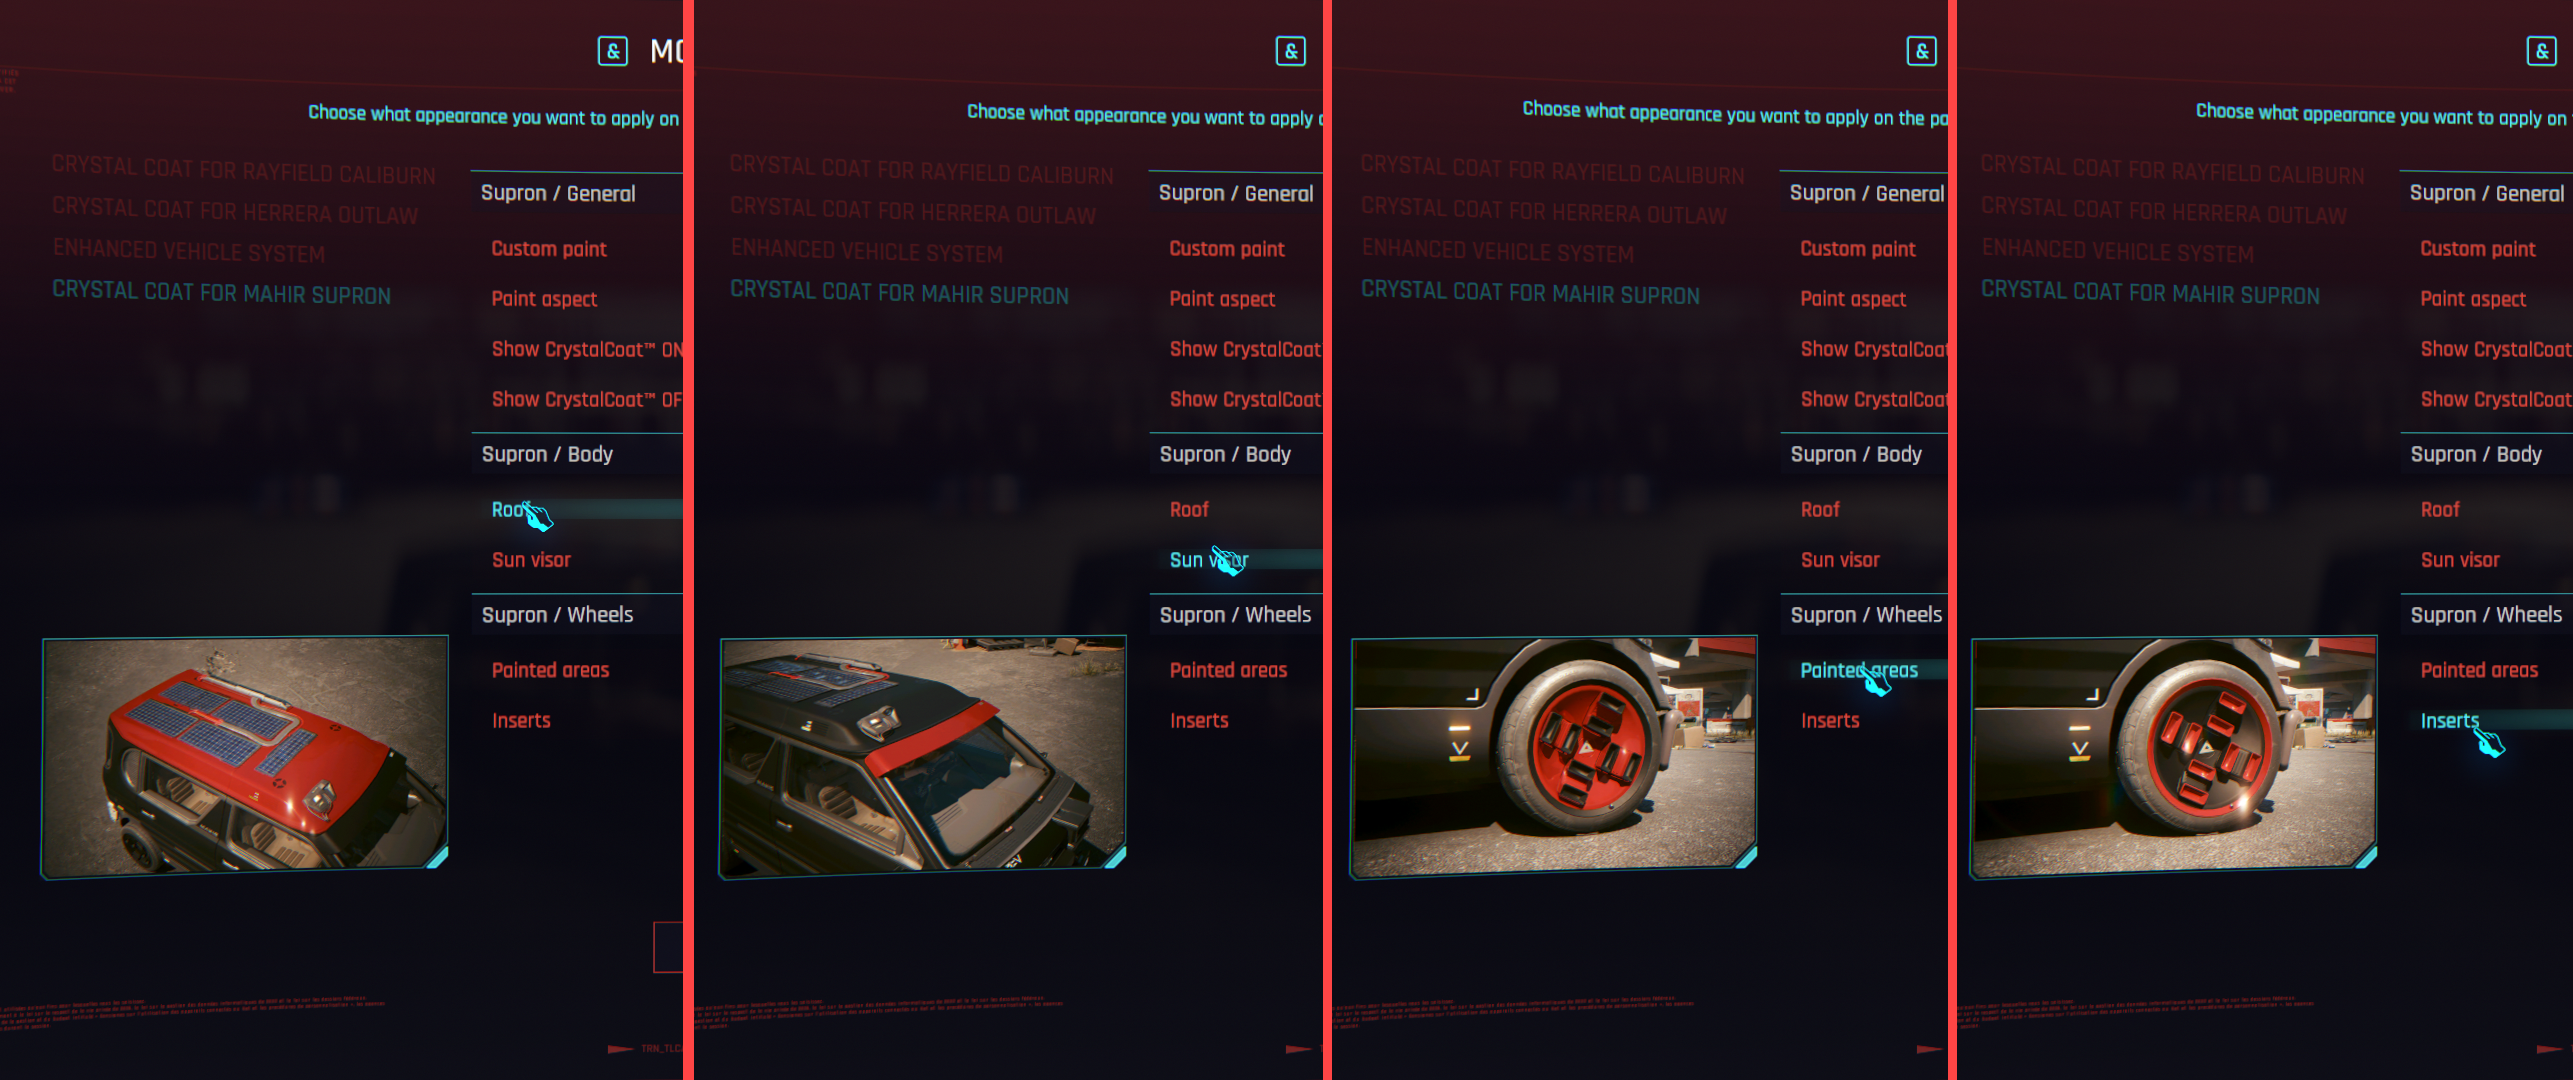 & MO
Choose what appearance you want to apply on
CRYSTAL COAT FOR RAYFIELD CALIBURN
CRYSTAL COAT FOR HERRERA OUTLAW
ENHANCED VEHICLE SYSTEM
CRYSTAL COAT FOR MAHIR SUPRON
Supron / General
Custom paint
Paint aspect
Show CrystalCoat™ ON
Show CrystalCoat™ OF
Supron / Body
Roof
Sun visor
Supron / Wheels
Painted areas
Inserts
&
Choose what appearance you want to apply
CRYSTAL COAT FOR RAYFIELD CALIBURN
CRYSTAL COAT FOR HERRERA OUTLAW
ENHANCED VEHICLE SYSTEM
CRYSTAL COAT FOR MAHIR SUPRON
Supron / General
Custom paint
Paint aspect
Show CrystalCoat
Show CrystalCoat
Supron / Body
Roof
Sun visor
Supron / Wheels
Painted areas
Inserts
&
Choose what appearance you want to apply on the pa
CRYSTAL COAT FOR RAYFIELD CALIBURN
CRYSTAL COAT FOR HERRERA OUTLAW
ENHANCED VEHICLE SYSTEM
CRYSTAL COAT FOR MAHIR SUPRON
Supron / General
Custom paint
Paint aspect
Show CrystalCoat
Show CrystalCoat
Supron / Body
Roof
Sun visor
Supron / Wheels
Painted areas
Inserts
&
Choose what appearance you want to apply on
CRYSTAL COAT FOR RAYFIELD CALIBURN
CRYSTAL COAT FOR HERRERA OUTLAW
ENHANCED VEHICLE SYSTEM
CRYSTAL COAT FOR MAHIR SUPRON
Supron / General
Custom paint
Paint aspect
Show CrystalCoat
Show CrystalCoat
Supron / Body
Roof
Sun visor
Supron / Wheels
Painted areas
Inserts